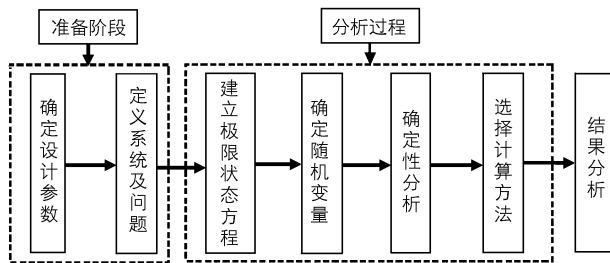 准备阶段
分析过程
确定设计参数
定义系统及问题
建立极限状态方程
确定随机变量
确定性分析
选择计算方法
结果分析